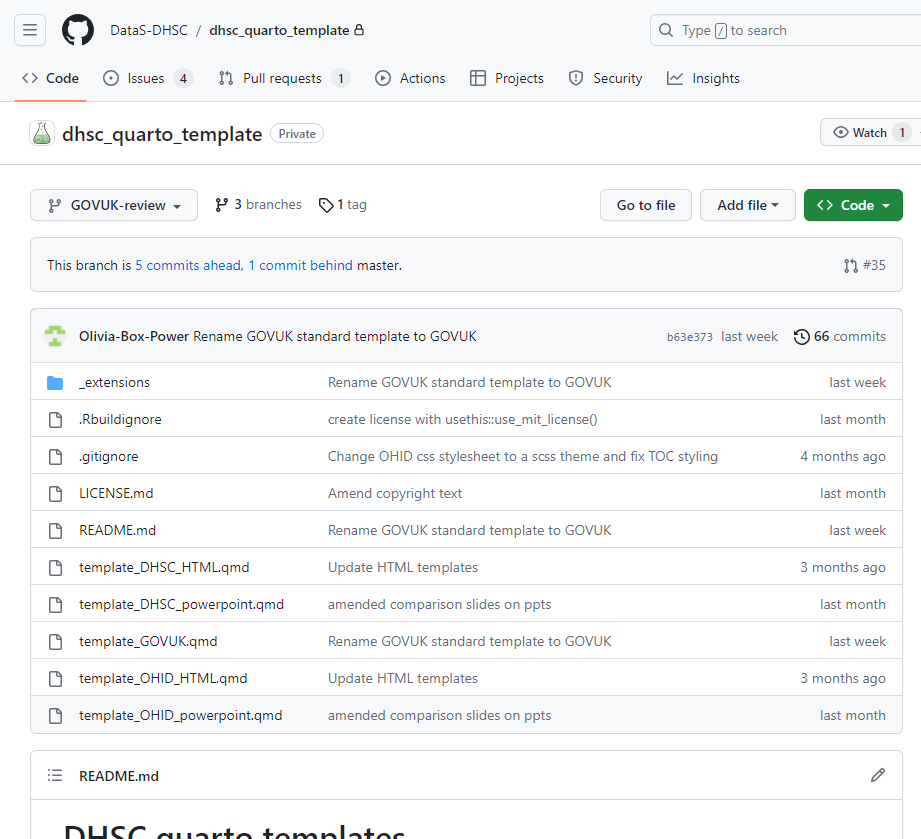 DataS-DHSC / dhsc_quarto_template
Type / to search
Code Issues 4 Pull requests 1 Actions Projects Security Insights
dhsc_quarto_template Private
Watch 1
GOVUK-review 3 branches 1 tag
Go to file Add file Code
This branch is 5 commits ahead, 1 commit behind master. #35
Olivia-Box-Power Rename GOVUK standard template to GOVUK b63e373 last week 66 commits
_extensions Rename GOVUK standard template to GOVUK last week
.Rbuildignore create license with usethis::use_mit_license() last month
.gitignore Change OHID css stylesheet to a scss theme and fix TOC styling 4 months ago
LICENSE.md Amend copyright text last month
README.md Rename GOVUK standard template to GOVUK last week
template_DHSC_HTML.qmd Update HTML templates 3 months ago
template_DHSC_powerpoint.qmd amended comparison slides on ppts last month
template_GOVUK.qmd Rename GOVUK standard template to GOVUK last week
template_OHID_HTML.qmd Update HTML templates 3 months ago
template_OHID_powerpoint.qmd amended comparison slides on ppts last month
README.md
DHSC quarto templates